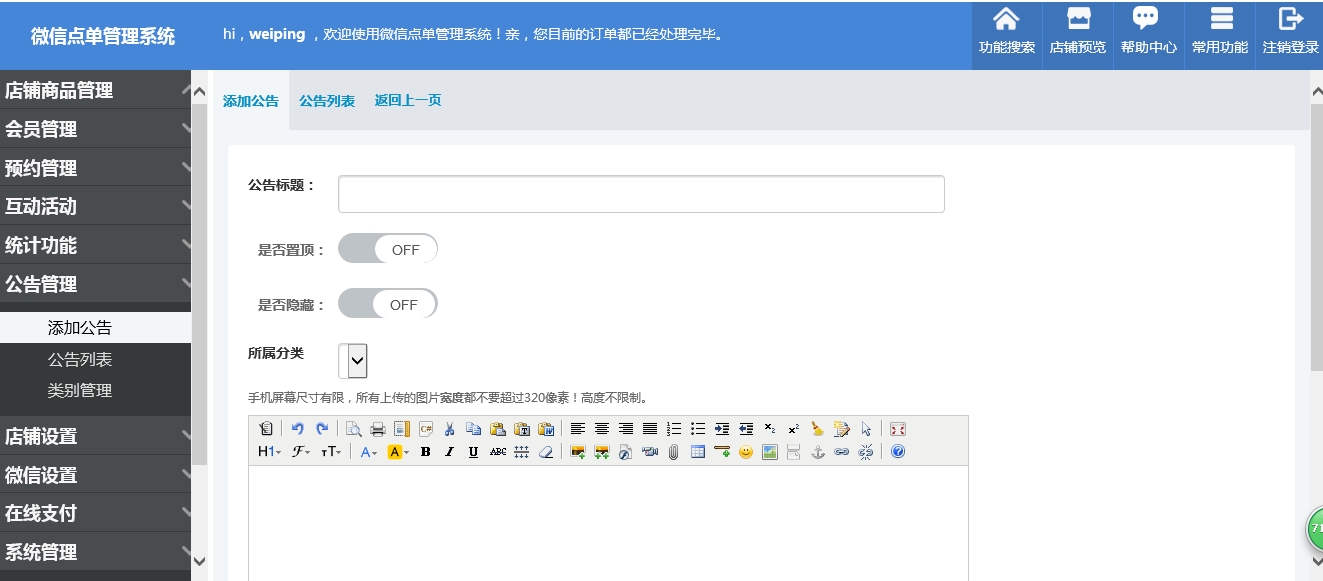 微信点单管理系统
hi，weiping ，欢迎使用微信点单管理系统！亲，您目前的订单都已经处理完毕。
功能搜索 店铺预览 帮助中心 常用功能 注销登录
店铺商品管理
会员管理
预约管理
互动活动
统计功能
公告管理
添加公告
公告列表
类别管理
店铺设置
微信设置
在线支付
系统管理
添加公告 公告列表 返回上一页
公告标题：
是否置顶： OFF
是否隐藏： OFF
所属分类
手机屏幕尺寸有限，所有上传的图片宽度都不要超过320像素！高度不限制。
H1 F TT A A B I U ABC
71